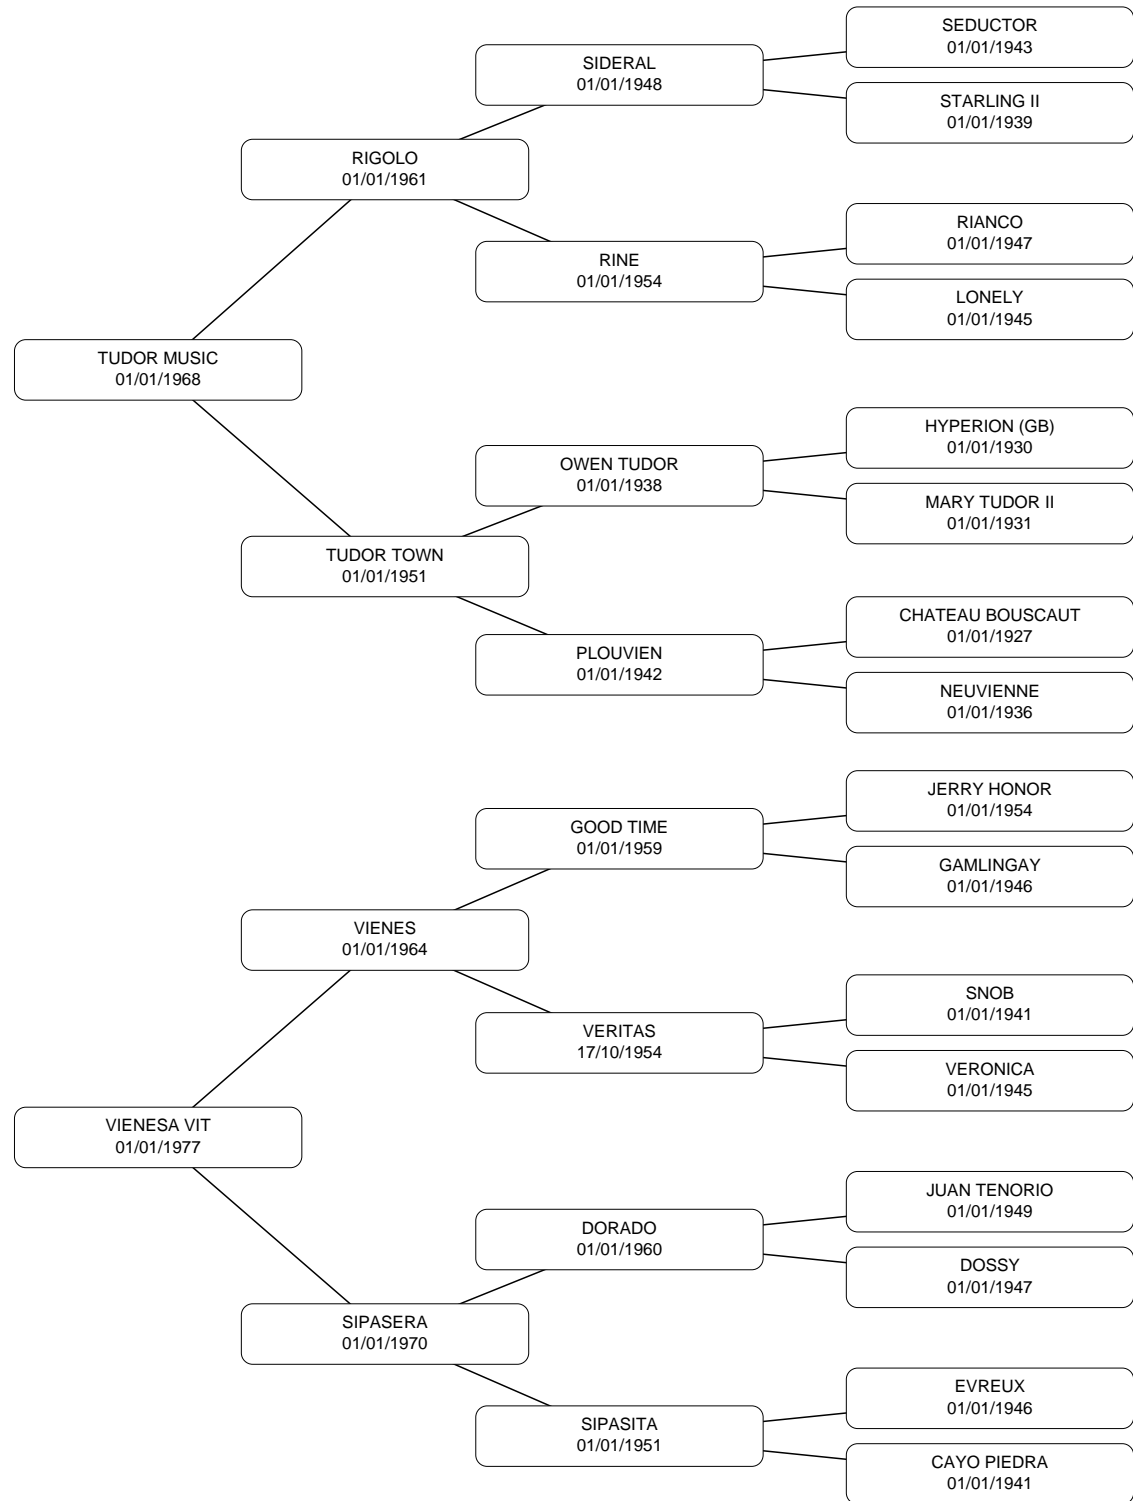 SEDUCTOR
01/01/1943
SIDERAL
01/01/1948
STARLING II
01/01/1939
RIGOLO
01/01/1961
RIANCO
01/01/1947
RINE
01/01/1954
LONELY
01/01/1945
TUDOR MUSIC
01/01/1968
HYPERION (GB)
01/01/1930
OWEN TUDOR
01/01/1938
MARY TUDOR II
01/01/1931
TUDOR TOWN
01/01/1951
CHATEAU BOUSCAUT
01/01/1927
PLOUVIEN
01/01/1942
NEUVIENNE
01/01/1936
JERRY HONOR
01/01/1954
GOOD TIME
01/01/1959
GAMLINGAY
01/01/1946
VIENES
01/01/1964
SNOB
01/01/1941
VERITAS
17/10/1954
VERONICA
01/01/1945
VIENESA VIT
01/01/1977
JUAN TENORIO
01/01/1949
DORADO
01/01/1960
DOSSY
01/01/1947
SIPASERA
01/01/1970
EVREUX
01/01/1946
SIPASITA
01/01/1951
CAYO PIEDRA
01/01/1941